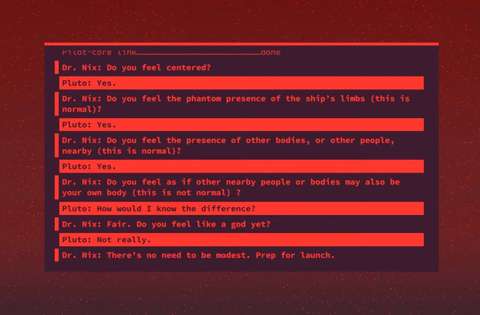 Pilot-core link______________________done
Dr. Nix: Do you feel centered?
Pluto: Yes.
Dr. Nix: Do you feel the phantom presence of the ship's limbs (this is
normal)?
Pluto: Yes.
Dr. Nix: Do you feel the presence of other bodies, or other people,
nearby (this is normal)?
Pluto: Yes.
Dr. Nix: Do you feel as if other nearby people or bodies may also be
your own body (this is not normal) ?
Pluto: How would I know the difference?
Dr. Nix: Fair. Do you feel like a god yet?
Pluto: Not really.
Dr. Nix: There's no need to be modest. Prep for launch.